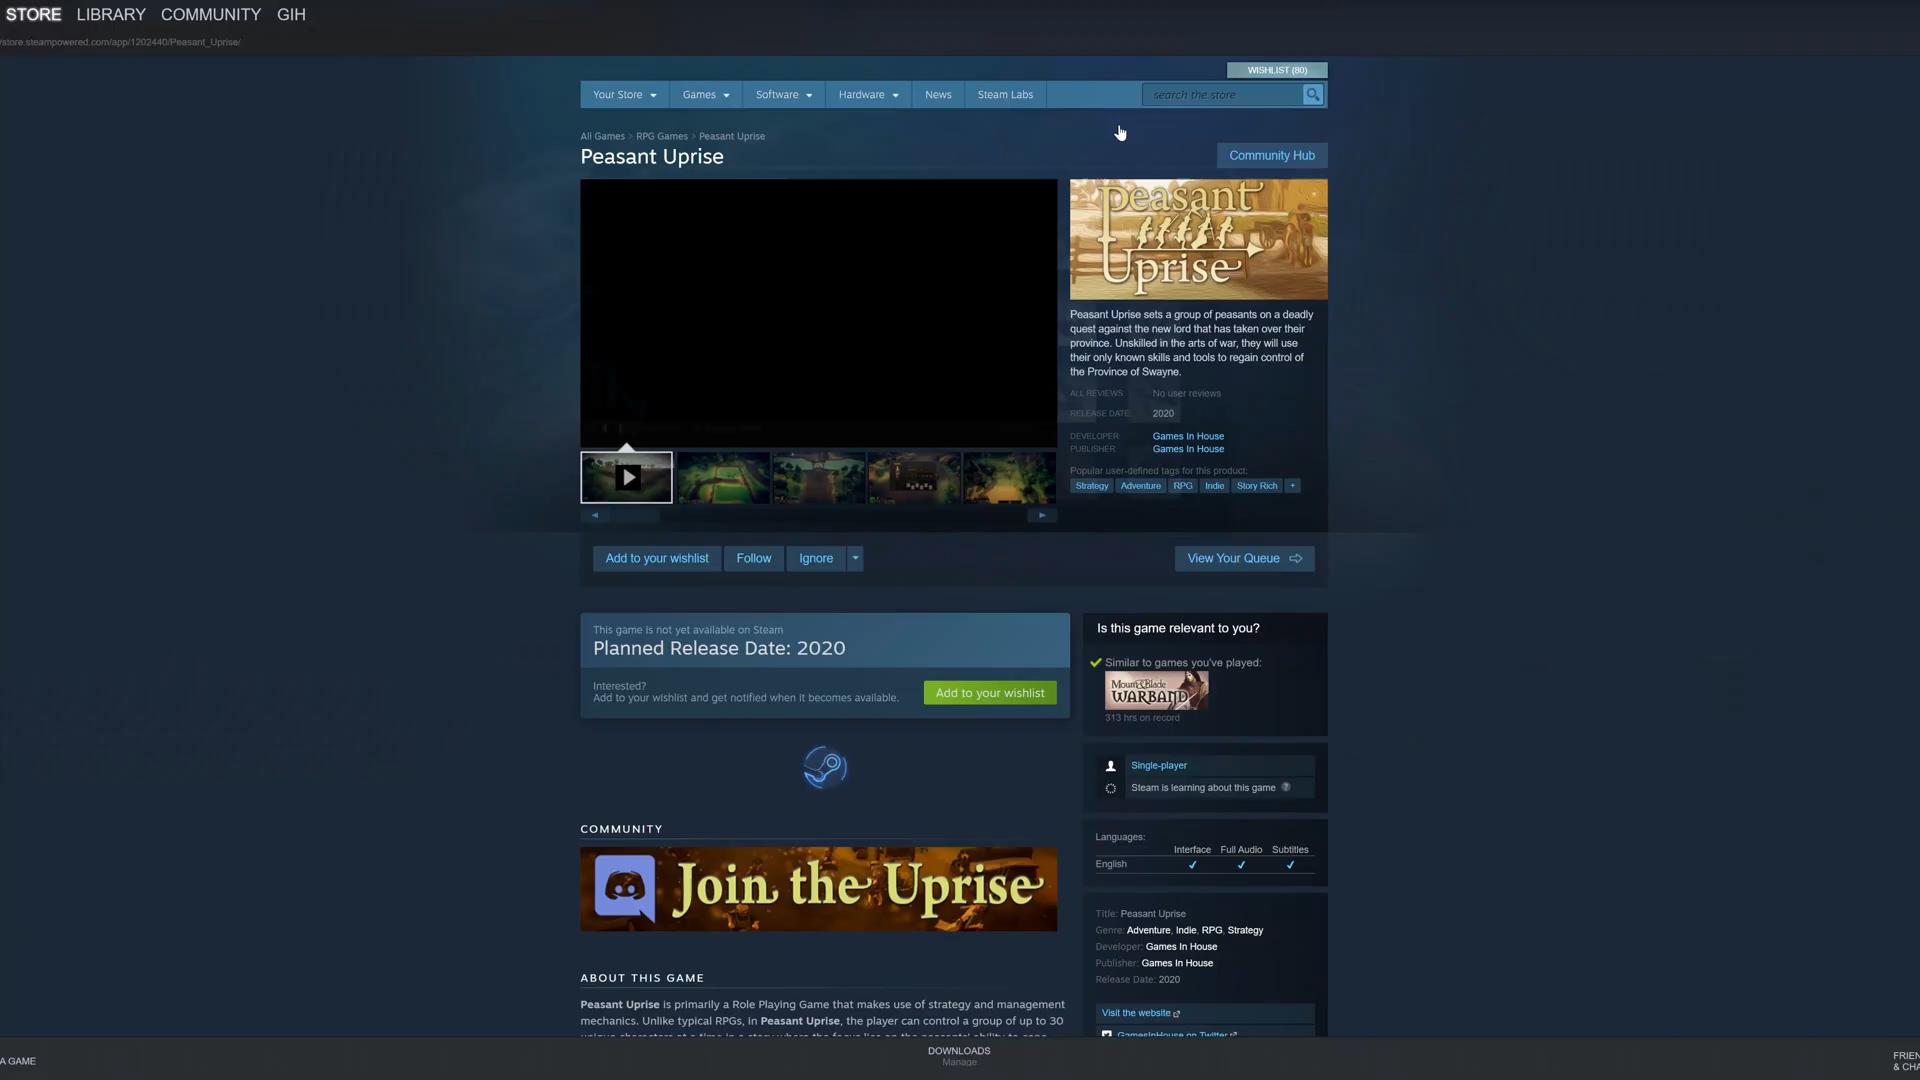 STORE LIBRARY COMMUNITY GIH
/store.steampowered.com/app/1202440/Peasant_Uprise/
WISHLIST (80)
Your Store Games Software Hardware News Steam Labs search the store
All Games > RPG Games > Peasant Uprise
Peasant Uprise
Community Hub
Peasant
Uprise
Peasant Uprise sets a group of peasants on a deadly
quest against the new lord that has taken over their
province. Unskilled in the arts of war, they will use
their only known skills and tools to regain control of
the Province of Swayne.
ALL REVIEWS: No user reviews
RELEASE DATE: 2020
DEVELOPER: Games In House
PUBLISHER: Games In House
Popular user-defined tags for this product:
Strategy Adventure RPG Indie Story Rich +
Add to your wishlist Follow Ignore View Your Queue
This game is not yet available on Steam
Planned Release Date: 2020
Interested?
Add to your wishlist and get notified when it becomes available.
Add to your wishlist
Is this game relevant to you?
Similar to games you've played:
Mount&Blade
WARBAND
313 hrs on record
Single-player
Steam is learning about this game ?
Languages:
Interface Full Audio Subtitles
English ✓ ✓ ✓
COMMUNITY
Join the Uprise
Title: Peasant Uprise
Genre: Adventure, Indie, RPG, Strategy
Developer: Games In House
Publisher: Games In House
Release Date: 2020
Visit the website
GamesInHouse on Twitter
ABOUT THIS GAME
Peasant Uprise is primarily a Role Playing Game that makes use of strategy and management
mechanics. Unlike typical RPGs, in Peasant Uprise, the player can control a group of up to 30
A GAME
DOWNLOADS
Manage
FRIEN
& CHA